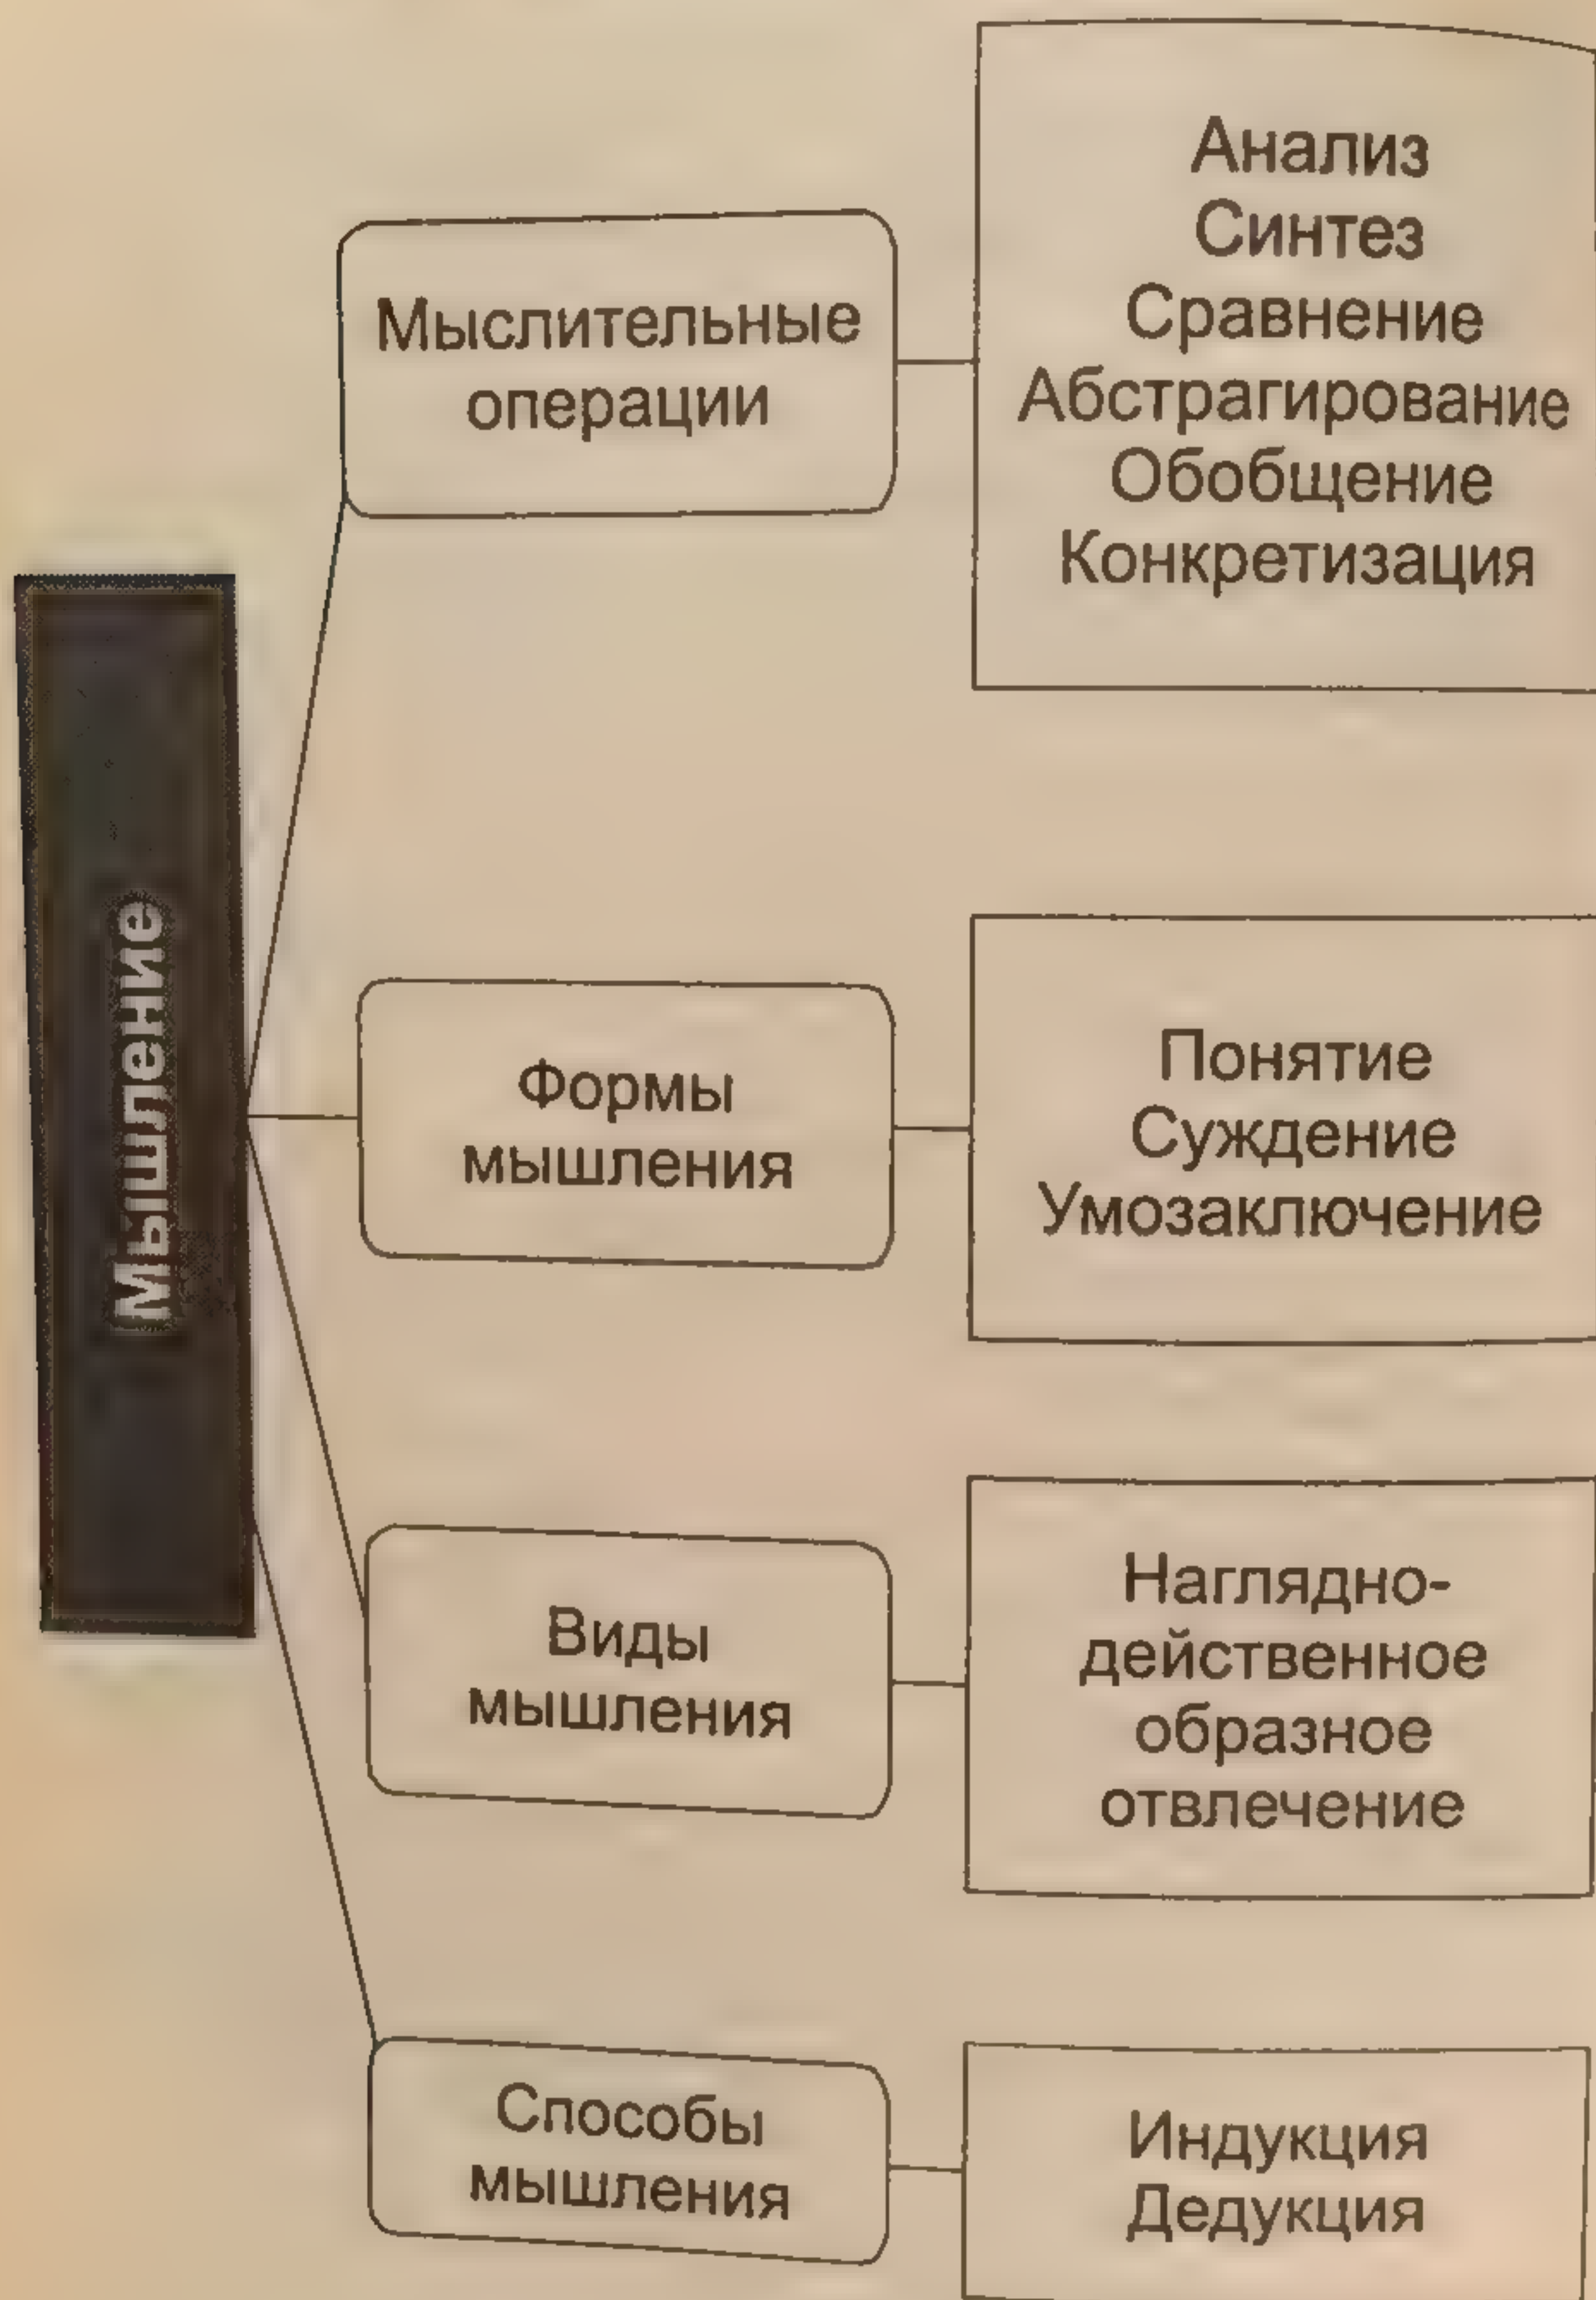 Мышление
Мыслительные
операции
Анализ
Синтез
Сравнение
Абстрагирование
Обобщение
Конкретизация
Формы
мышления
Понятие
Суждение
Умозаключение
Виды
мышления
Наглядно-
действенное
образное
отвлечение
Способы
мышления
Индукция
Дедукция